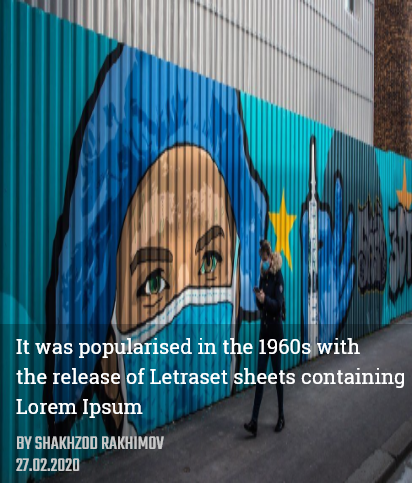 It was popularised in the 1960s with
the release of Letraset sheets containing
Lorem Ipsum
BY SHAKHZOD RAKHIMOV
27.02.2020